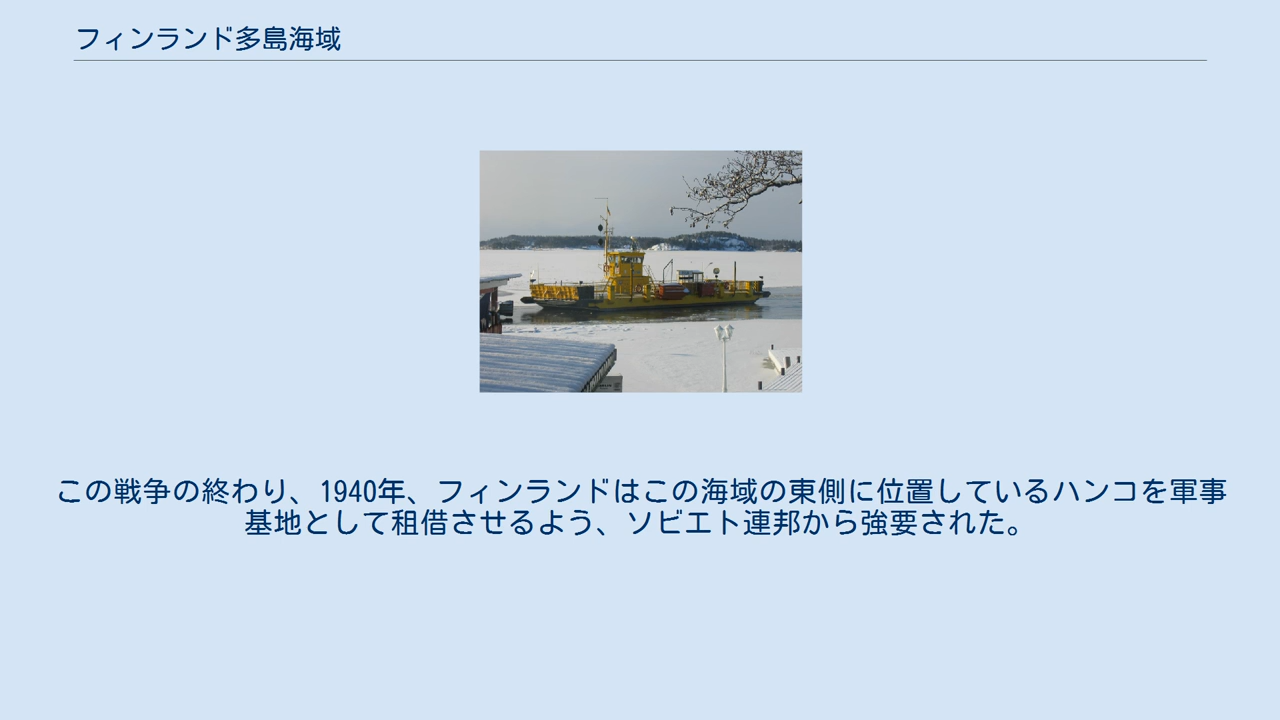 フィンランド多島海域
この戦争の終わり、1940年、フィンランドはこの海域の東側に位置しているハンコを軍事
基地として租借させるよう、ソビエト連邦から強要された。